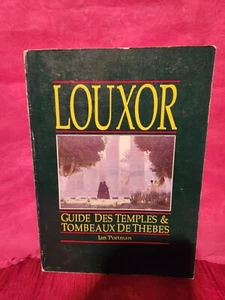 LOUXOR
GUIDE DES TEMPLES &
TOMBEAUX DE THEBES
Ian Portman